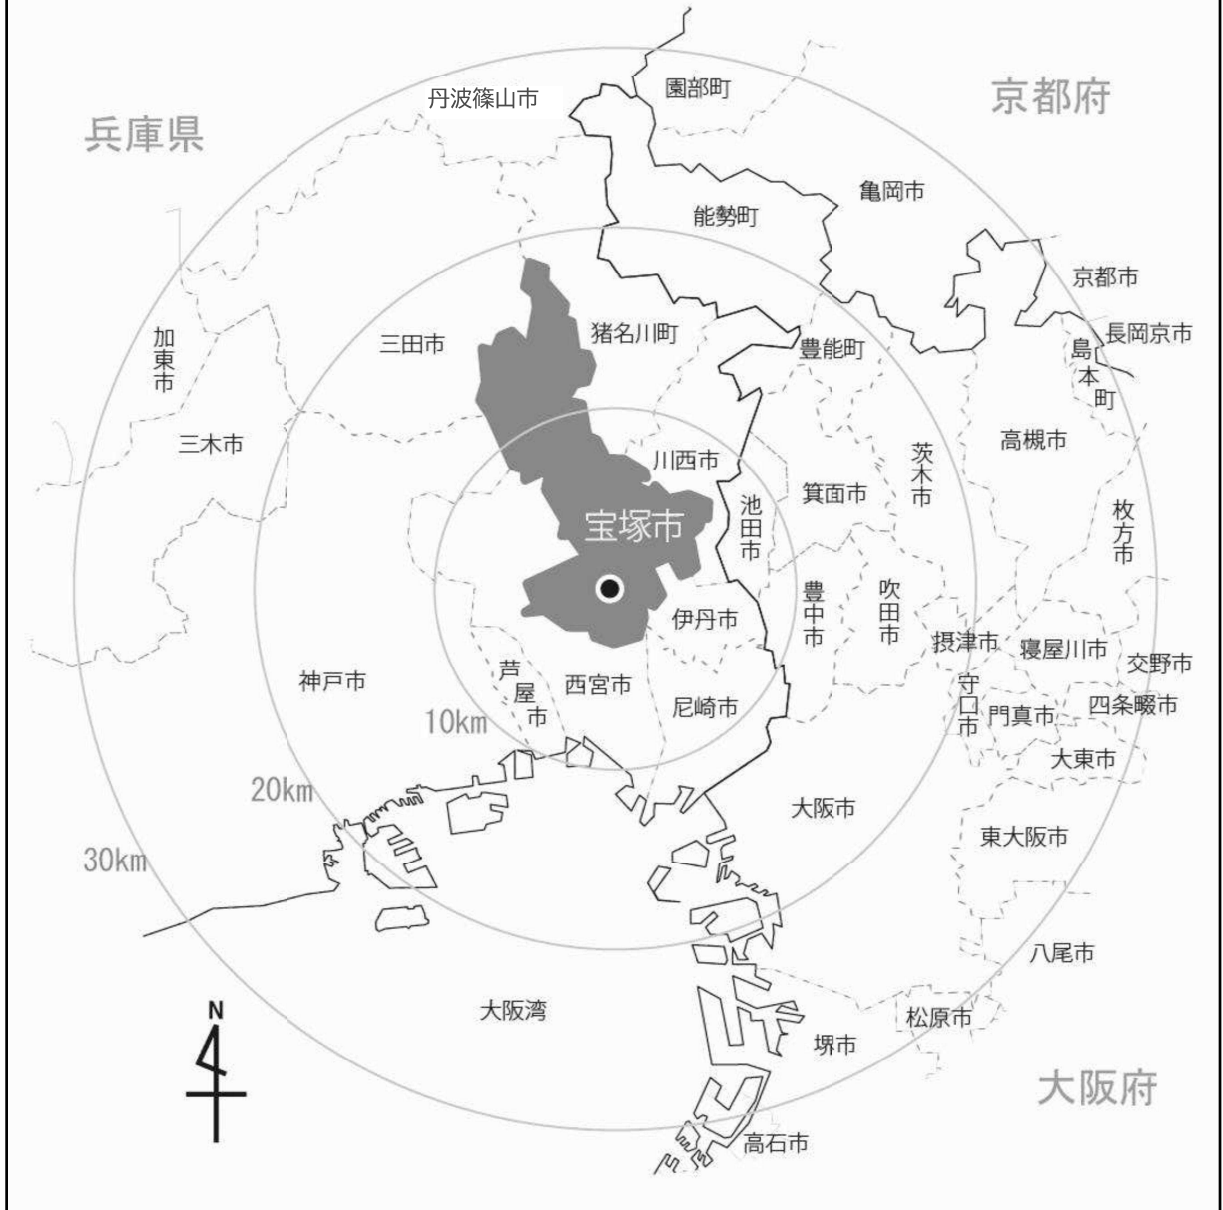 園部町
丹波篠山市
京都府
兵庫県
亀岡市
能勢町
京都市
長岡京市
猪名川町
三田市
豊能町
加東市
島本町
三木市
高槻市
川西市
茨木市
箕面市
池田市
枚方市
宝塚市
豊中市
吹田市
伊丹市
摂津市
寝屋川市
交野市
芦屋市
西宮市
神戸市
守口市
四条畷市
尼崎市
門真市
10km
大東市
20km
大阪市
東大阪市
30km
八尾市
N
大阪湾
松原市
堺市
大阪府
高石市